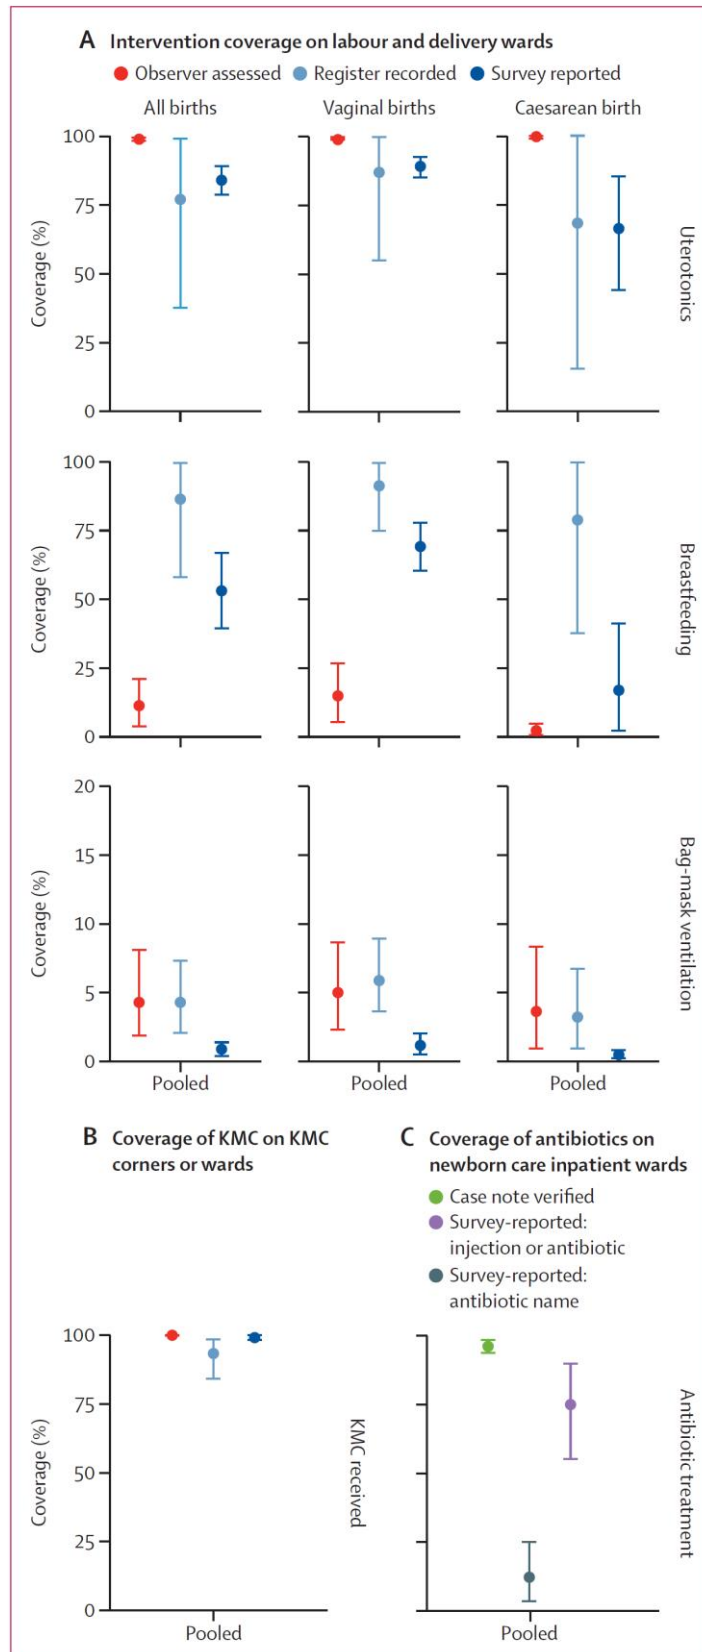 A Intervention coverage on labour and delivery wards
Observer assessed Register recorded Survey reported
All births Vaginal births Caesarean birth
100
75
50
25
0
Coverage (%)
Uterotonics
100
75
50
25
0
Coverage (%)
Breastfeeding
20
15
10
5
0
Coverage (%)
Bag-mask ventilation
Pooled Pooled Pooled
B Coverage of KMC on KMC
corners or wards
100
75
50
25
0
Coverage (%)
KMC received
Pooled
C Coverage of antibiotics on
newborn care inpatient wards
Case note verified
Survey-reported:
injection or antibiotic
Survey-reported:
antibiotic name
Antibiotic treatment
Pooled